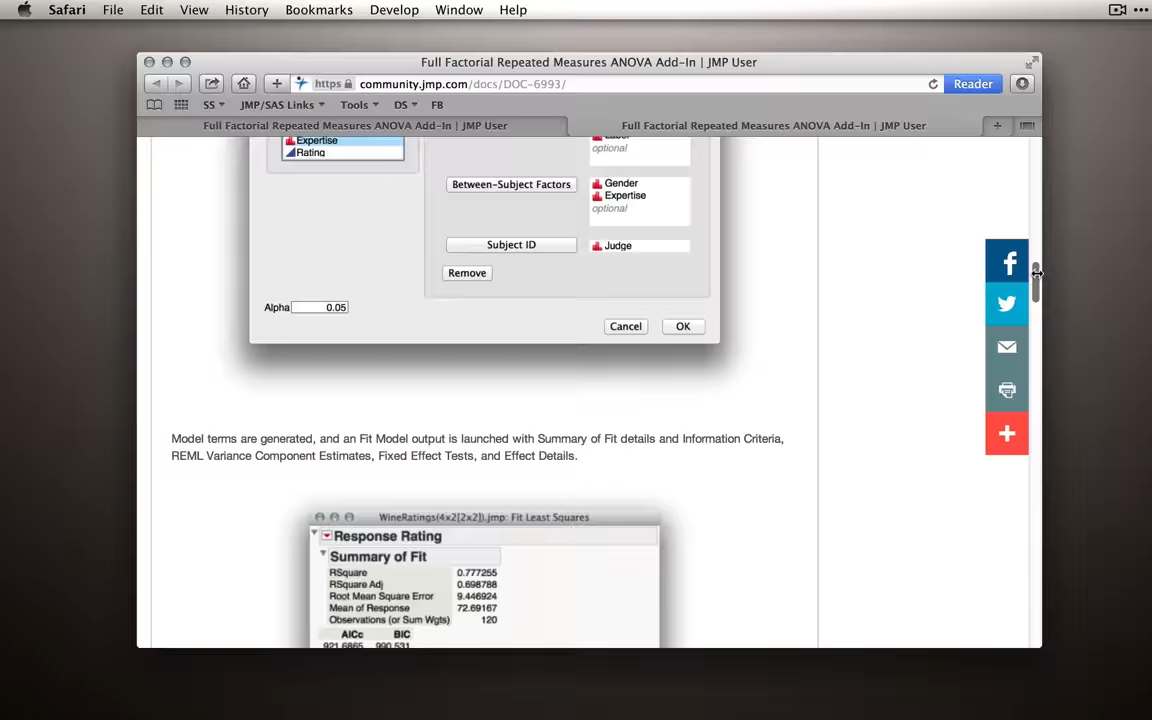 Safari File Edit View History Bookmarks Develop Window Help
Full Factorial Repeated Measures ANOVA Add-In | JMP User
https community.jmp.com/docs/DOC-6993/
Reader
SS JMP/SAS Links Tools DS FB
Full Factorial Repeated Measures ANOVA Add-In | JMP User
Full Factorial Repeated Measures ANOVA Add-In | JMP User
Expertise
Rating
optional
Between-Subject Factors
Gender
Expertise
optional
Subject ID
Judge
Remove
Alpha 0.05
Cancel OK
Model terms are generated, and an Fit Model output is launched with Summary of Fit details and Information Criteria,
REML Variance Component Estimates, Fixed Effect Tests, and Effect Details.
WineRatings(4x2[2x2]).jmp: Fit Least Squares
Response Rating
Summary of Fit
RSquare 0.777255
RSquare Adj 0.698788
Root Mean Square Error 9.446924
Mean of Response 72.69167
Observations (or Sum Wgts) 120
AICc BIC
921.6865 990.531